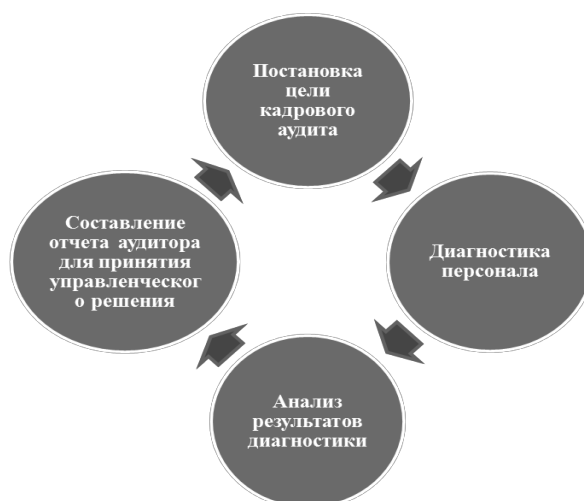 Постановка
цели
кадрового
аудита
Диагностика
персонала
Анализ
результатов
диагностики
Составление
отчета аудитора
для принятия
управленческог
о решения